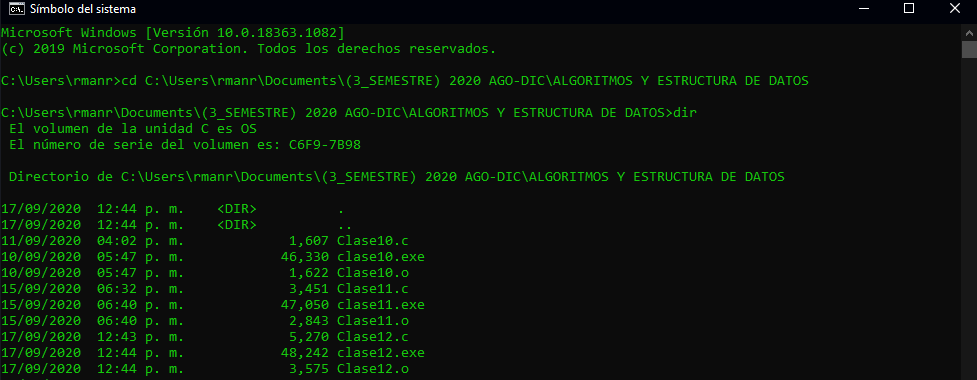 Símbolo del sistema
Microsoft Windows [Versión 10.0.18363.1082]
(c) 2019 Microsoft Corporation. Todos los derechos reservados.
C:\Users\rmanr>cd C:\Users\rmanr\Documents\(3_SEMESTRE) 2020 AGO-DIC\ALGORITMOS Y ESTRUCTURA DE DATOS
C:\Users\rmanr\Documents\(3_SEMESTRE) 2020 AGO-DIC\ALGORITMOS Y ESTRUCTURA DE DATOS>dir
El volumen de la unidad C es OS
El número de serie del volumen es: C6F9-7B98
Directorio de C:\Users\rmanr\Documents\(3_SEMESTRE) 2020 AGO-DIC\ALGORITMOS Y ESTRUCTURA DE DATOS
17/09/2020  12:44 p. m.    <DIR>          .
17/09/2020  12:44 p. m.    <DIR>          ..
11/09/2020  04:02 p. m.             1,607 Clase10.c
10/09/2020  05:47 p. m.            46,330 clase10.exe
10/09/2020  05:47 p. m.             1,622 Clase10.o
15/09/2020  06:32 p. m.             3,451 Clase11.c
15/09/2020  06:40 p. m.            47,050 clase11.exe
15/09/2020  06:40 p. m.             2,843 Clase11.o
17/09/2020  12:43 p. m.             5,270 Clase12.c
17/09/2020  12:44 p. m.            48,242 clase12.exe
17/09/2020  12:44 p. m.             3,575 Clase12.o